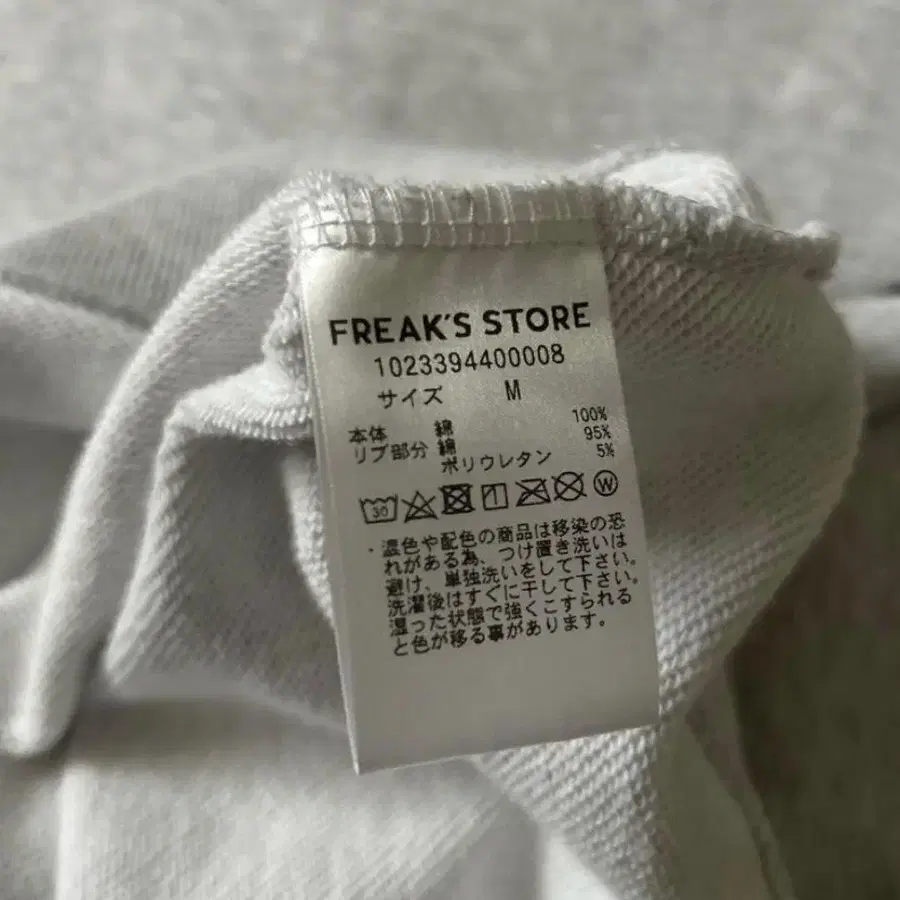 FREAK'S STORE
1023394400008
サイズ M
本体 綿 100%
リブ部分 綿 95%
ポリウレタン 5%
30 W
・濃色や配色の商品は移染の恐
れがある為、つけ置き洗いは
避け、単独洗いをして下さい。
洗濯後はすぐに干して下さい。
湿った状態で強くこすられる
と色が移る事があります。